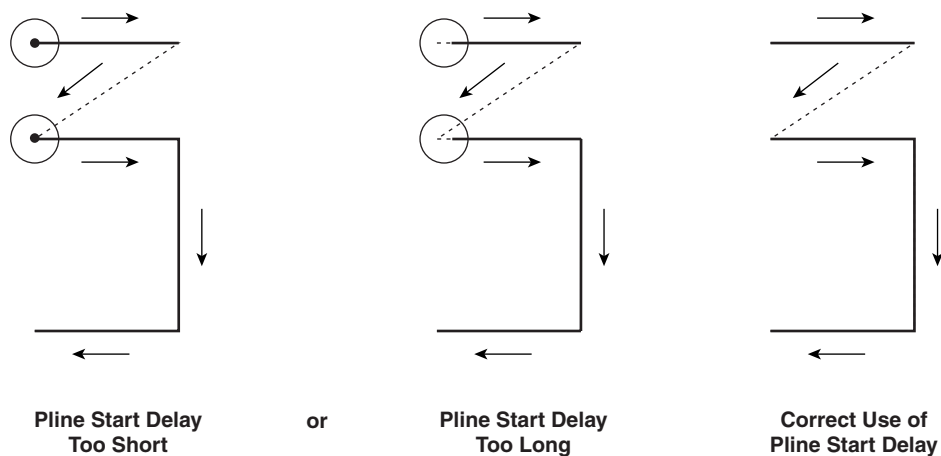 Pline Start Delay
Too Short
or
Pline Start Delay
Too Long
Correct Use of
Pline Start Delay